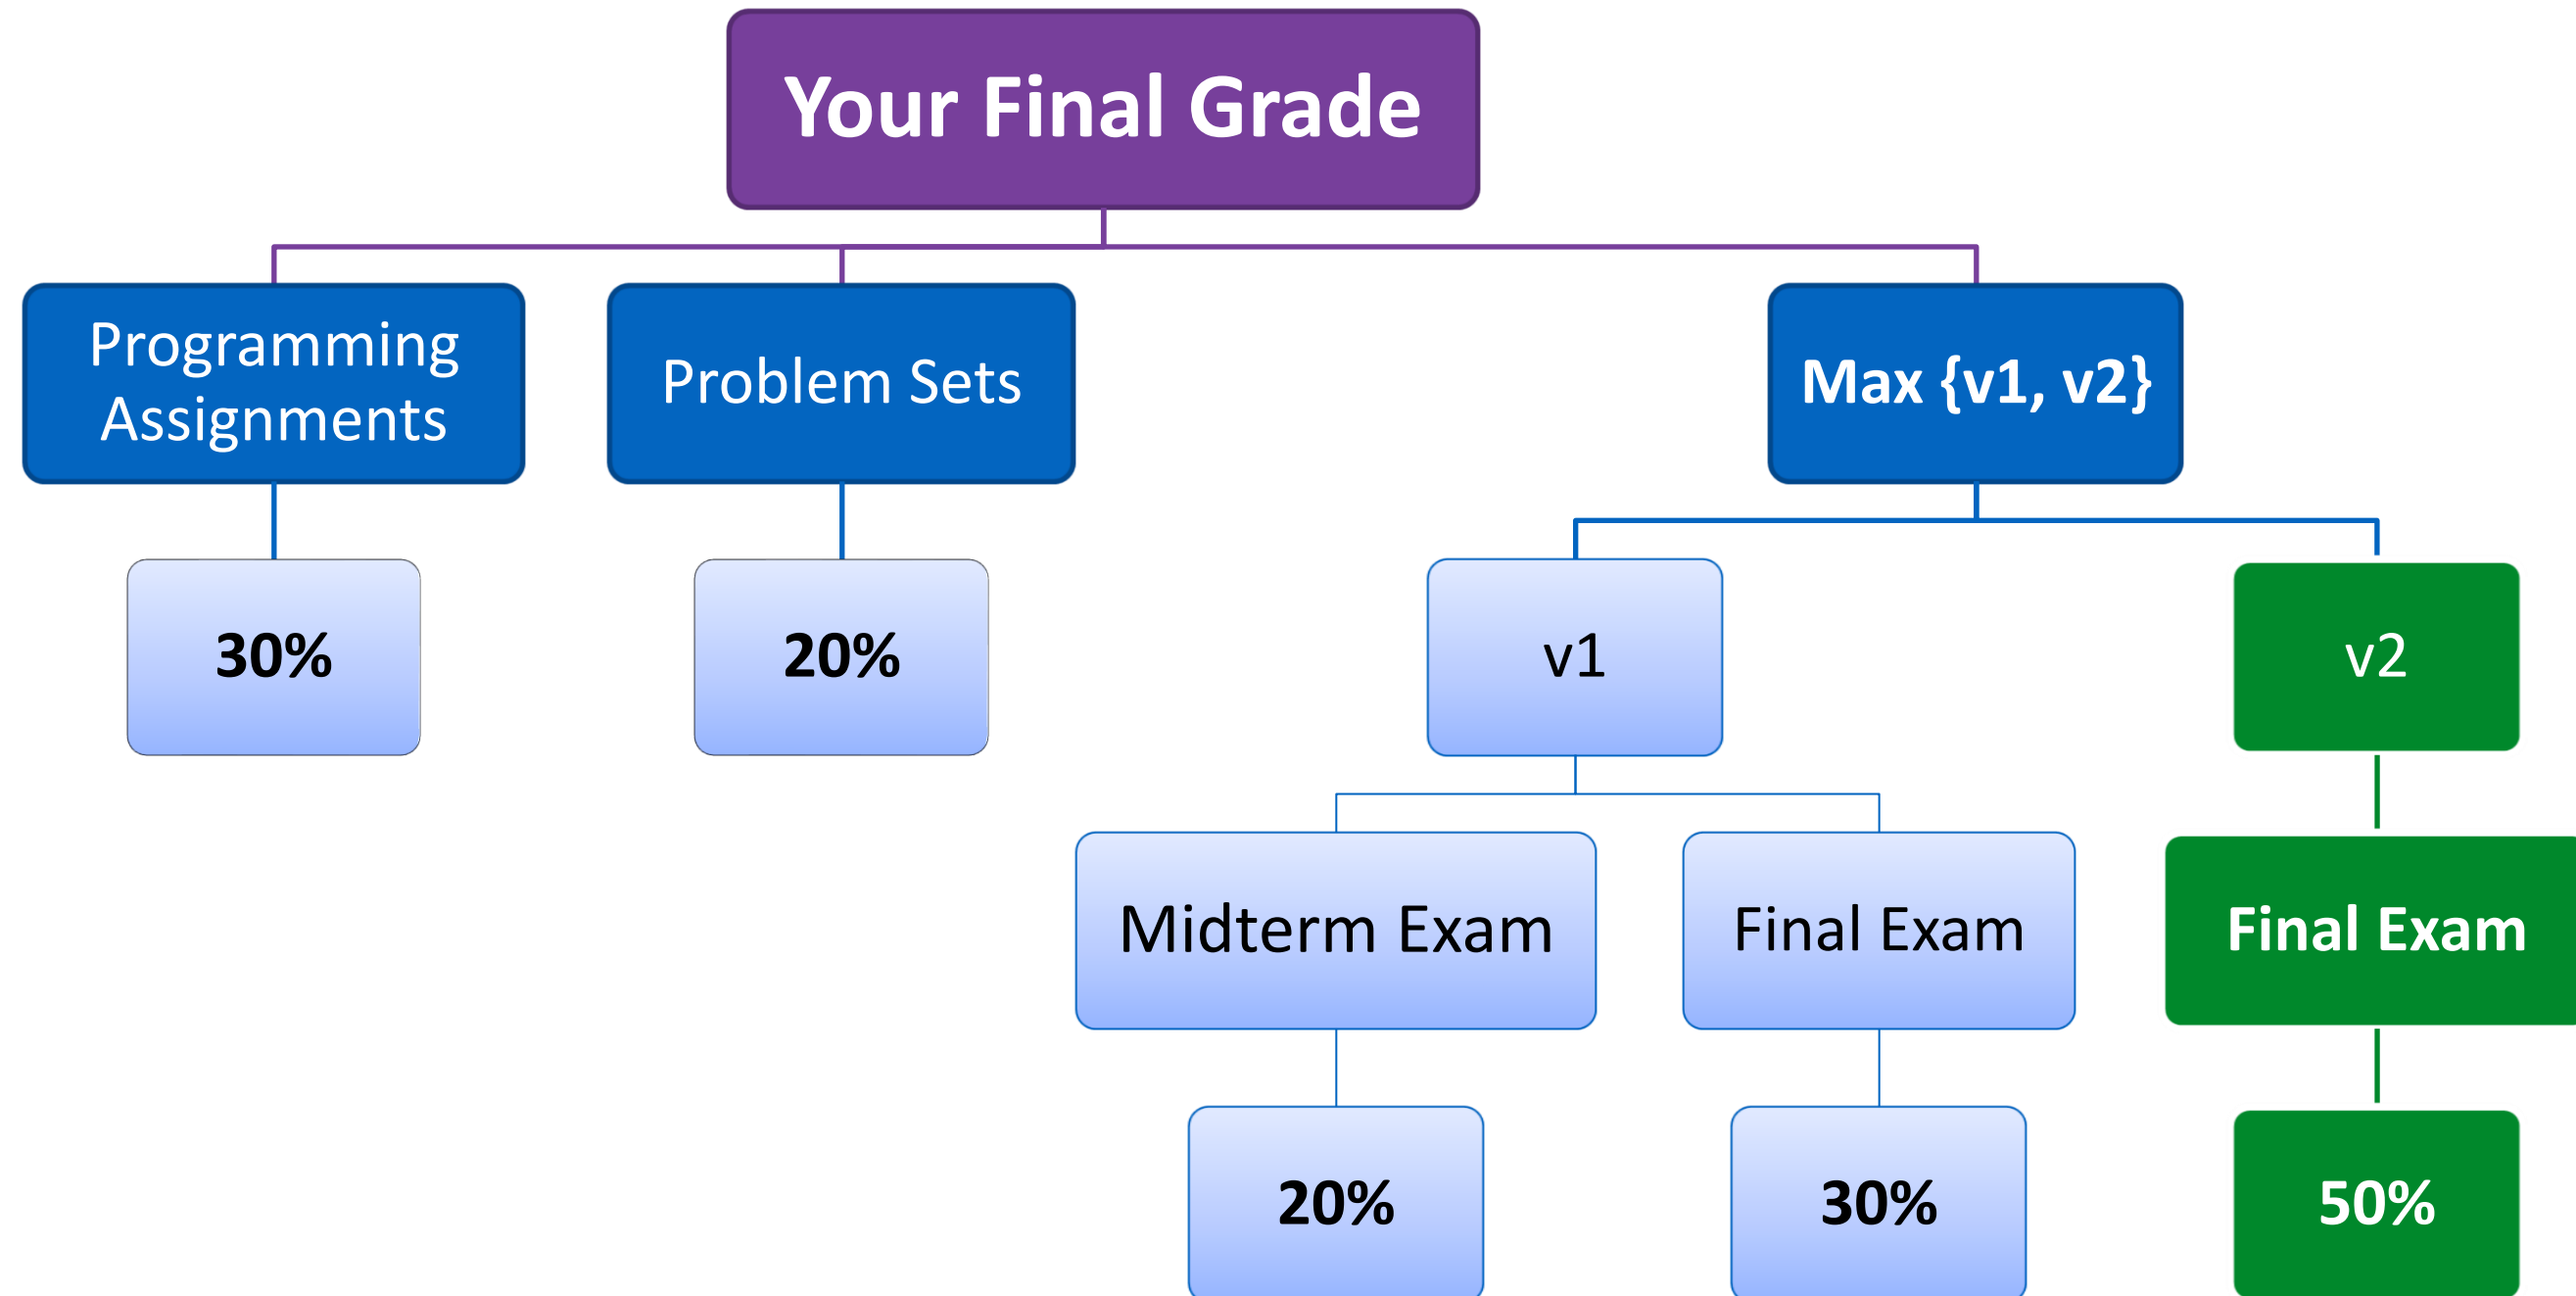 Your Final Grade
Programming
Assignments
Problem Sets
Max {v1, v2}
30%
20%
v1
v2
Midterm Exam
Final Exam
Final Exam
20%
30%
50%